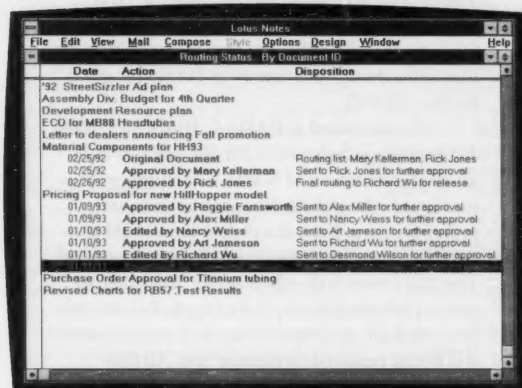 Lotus Notes
File Edit View Mail Compose Style Options Design Window Help
Routing Status By Document ID
Date Action Disposition
'92 StreetSizzler Ad plan
Assembly Div. Budget for 4th Quarter
Development Resource plan
ECO for MB88 Headtubes
Letter to dealers announcing Fall promotion
Material Components for HH93
02/25/92 Original Document Routing list: Mary Kellerman, Rick Jones
02/25/92 Approved by Mary Kellerman Sent to Rick Jones for further approval
02/26/92 Approved by Rick Jones Final routing to Richard Wu for release
Pricing Proposal for new HillHopper model
01/09/93 Approved by Reggie Farnsworth Sent to Alex Miller for further approval
01/09/93 Approved by Alex Miller Sent to Nancy Weiss for further approval
01/10/93 Edited by Nancy Weiss Sent to Art Jameson for further approval
01/10/93 Approved by Art Jameson Sent to Richard Wu for further approval
01/11/93 Edited by Richard Wu Sent to Desmond Wilson for further approval
Purchase Order Approval for Titanium tubing
Revised Charts for RB57 Test Results